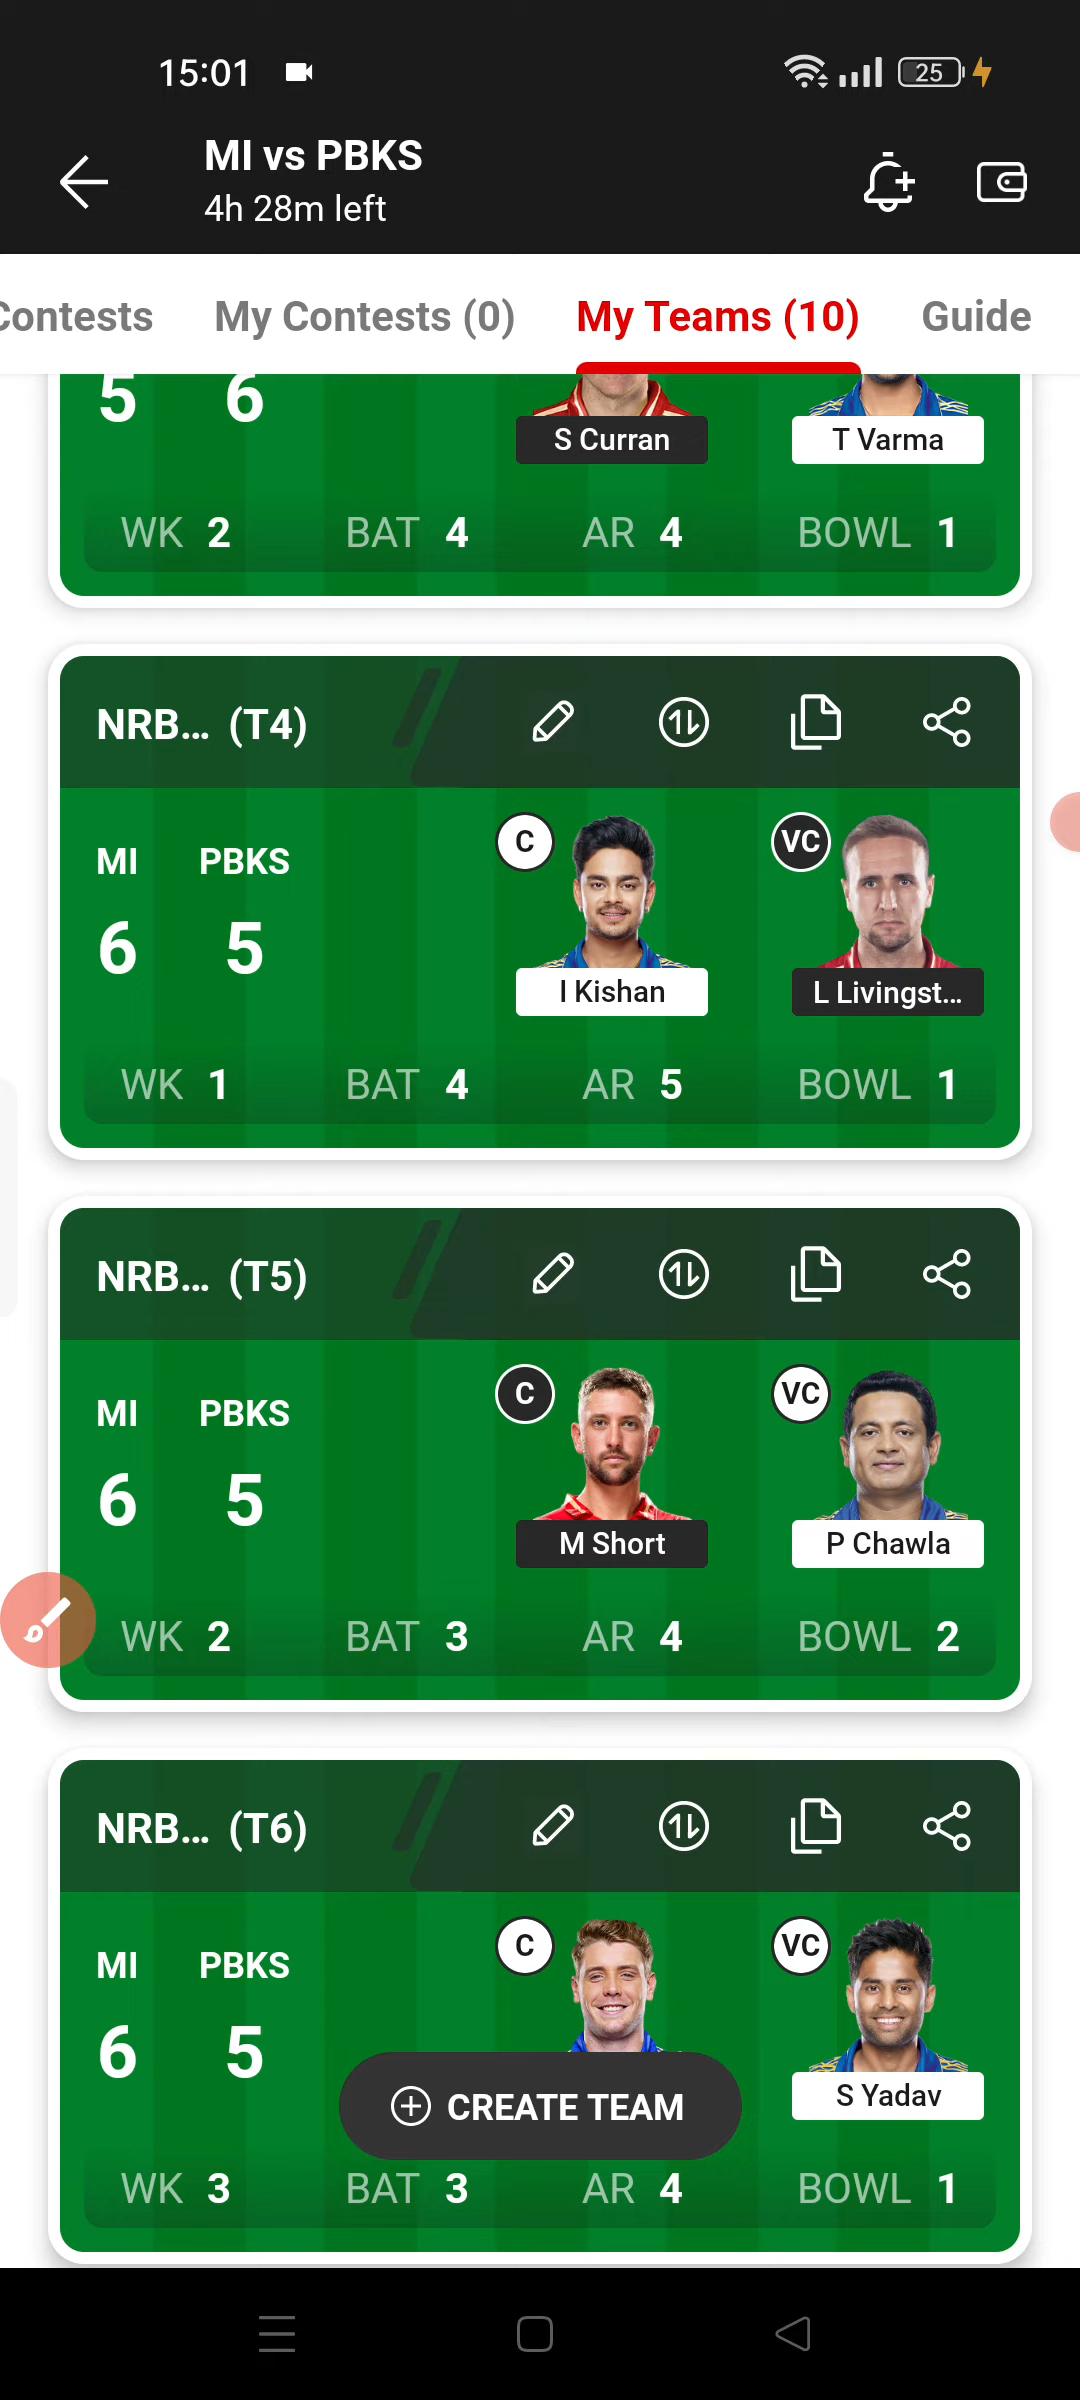 15:01
25
MI vs PBKS
4h 28m left
Contests My Contests (0) My Teams (10) Guide
5 6
S Curran T Varma
WK 2 BAT 4 AR 4 BOWL 1
NRB... (T4)
C VC
MI PBKS
6 5
I Kishan L Livingst...
WK 1 BAT 4 AR 5 BOWL 1
NRB... (T5)
C VC
MI PBKS
6 5
M Short P Chawla
WK 2 BAT 3 AR 4 BOWL 2
NRB... (T6)
C VC
MI PBKS
6 5
S Yadav
CREATE TEAM
WK 3 BAT 3 AR 4 BOWL 1